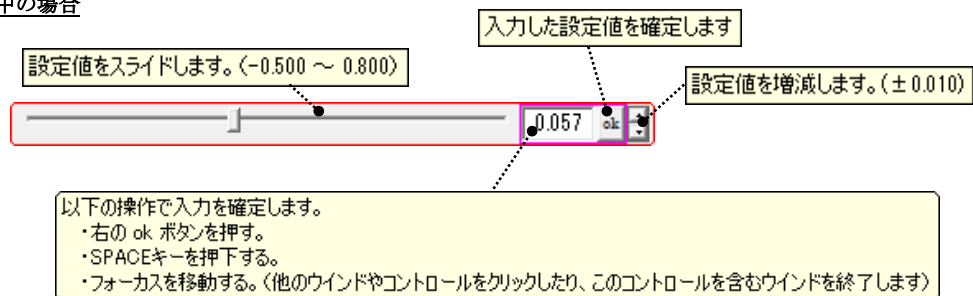 中の場合
入力した設定値を確定します
設定値をスライドします。(-0.500 ～ 0.800)
設定値を増減します。(±0.010)
0.057
ok
以下の操作で入力を確定します。
・右の ok ボタンを押す。
・SPACEキーを押下する。
・フォーカスを移動する。(他のウインドやコントロールをクリックしたり、このコントロールを含むウインドを終了します)